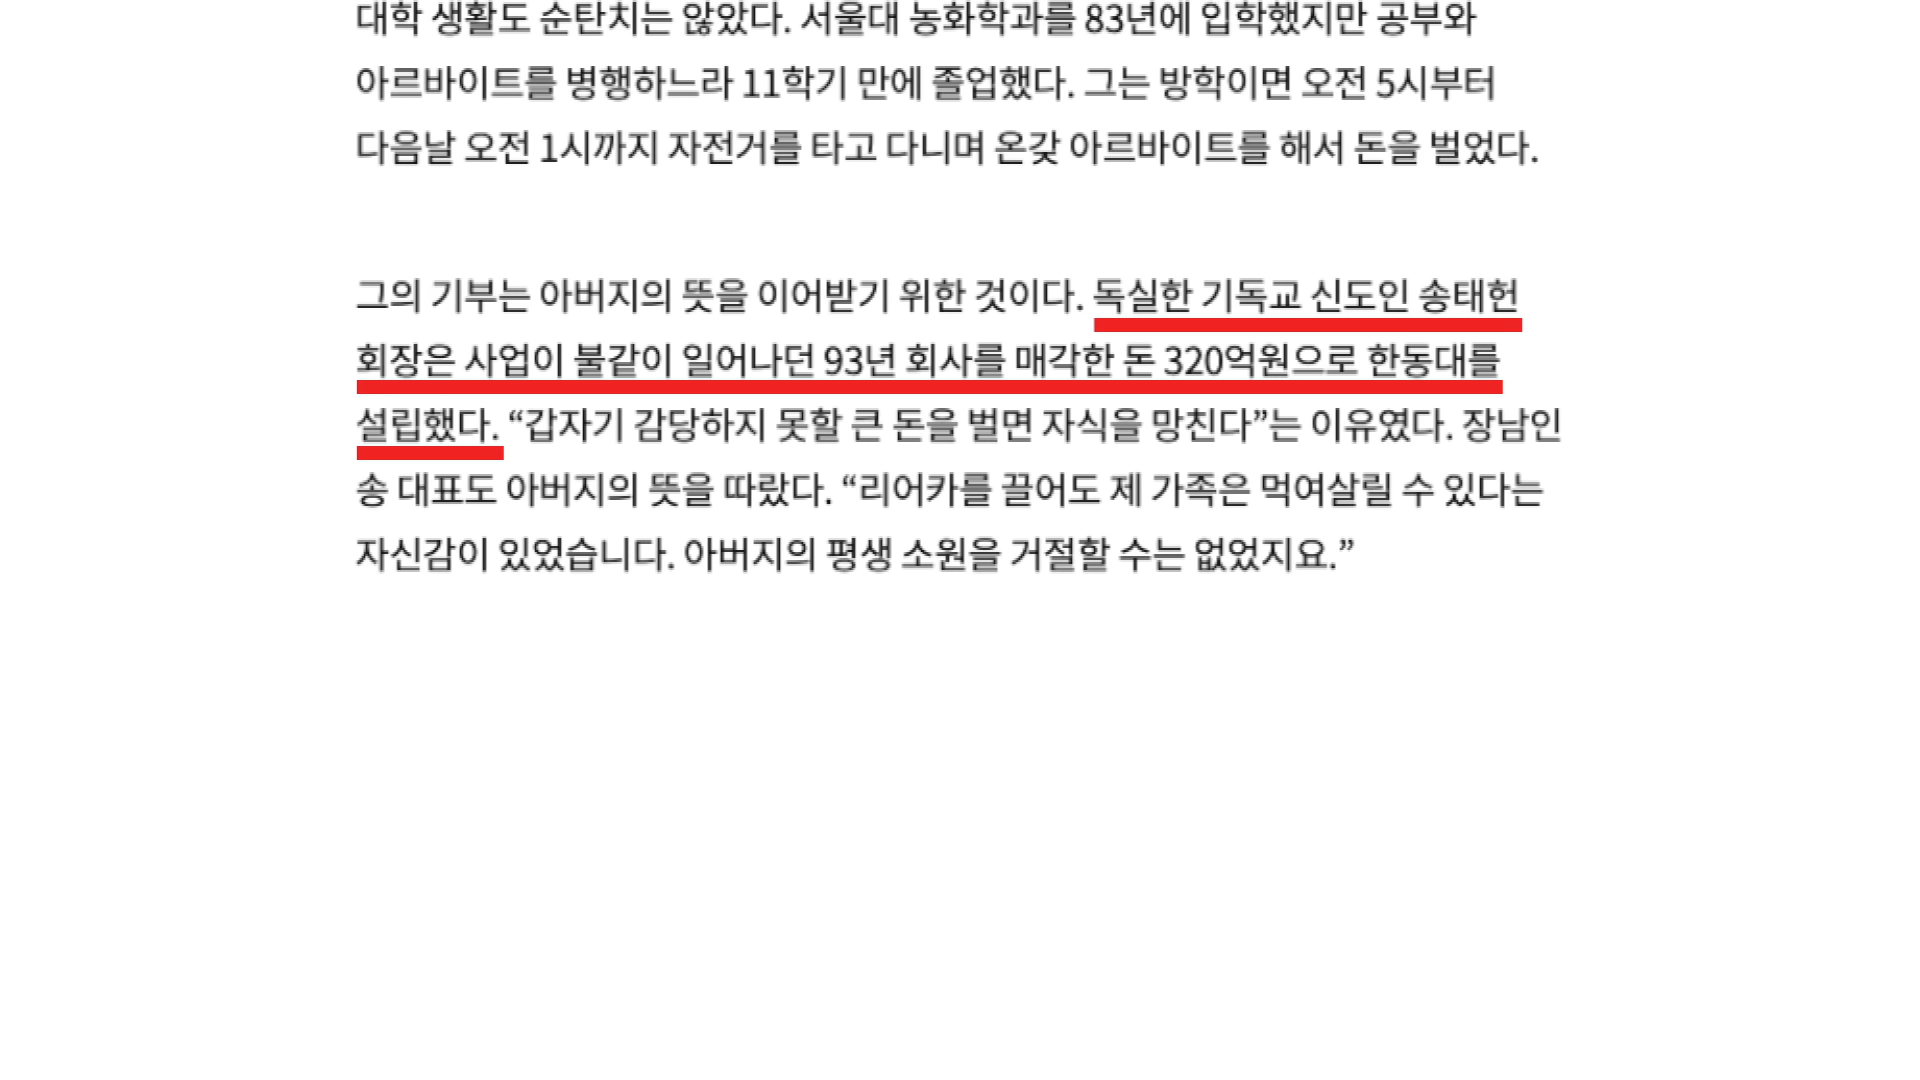 대학 생활도 순탄치는 않았다. 서울대 농화학과를 83년에 입학했지만 공부와
아르바이트를 병행하느라 11학기 만에 졸업했다. 그는 방학이면 오전 5시부터
다음날 오전 1시까지 자전거를 타고 다니며 온갖 아르바이트를 해서 돈을 벌었다.
그의 기부는 아버지의 뜻을 이어받기 위한 것이다. 독실한 기독교 신도인 송태헌
회장은 사업이 불같이 일어나던 93년 회사를 매각한 돈 320억원으로 한동대를
설립했다. “갑자기 감당하지 못할 큰 돈을 벌면 자식을 망친다”는 이유였다. 장남인
송 대표도 아버지의 뜻을 따랐다. “리어카를 끌어도 제 가족은 먹여살릴 수 있다는
자신감이 있었습니다. 아버지의 평생 소원을 거절할 수는 없었지요.”